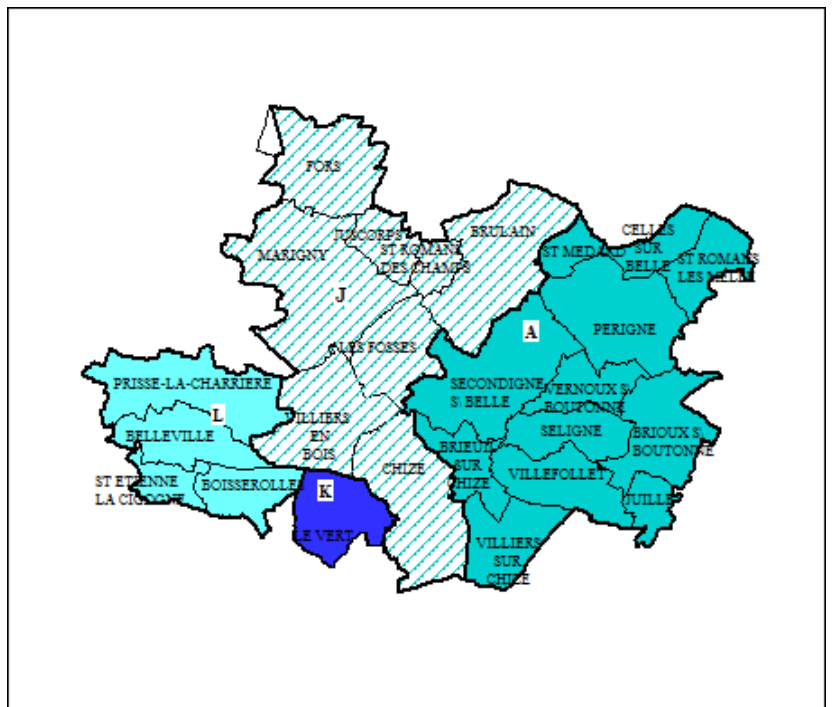 FORS
JUSCORPS
MARIGNY
ST ROMANS
DES CHAMPS
BRULAIN
CELLES
SUR
BELLE
ST MEDARD
ST ROMANS
LES MELLE
J
A
PERIGNE
LES FOSSES
PRISSE-LA-CHARRIERE
SECONDIGNE
S/ BELLE
VERNOUX S/
BOUTONNE
L
VILLIERS
EN
BOIS
BELLEVILLE
SELIGNE
BRIOUX S/
BOUTONNE
BRIEUIL
SUR
CHIZE
CHIZE
VILLEFOLLET
ST ETIENNE
LA CIGOGNE
BOISSEROLLES
K
JUILLE
LE VERT
VILLIERS
SUR
CHIZE